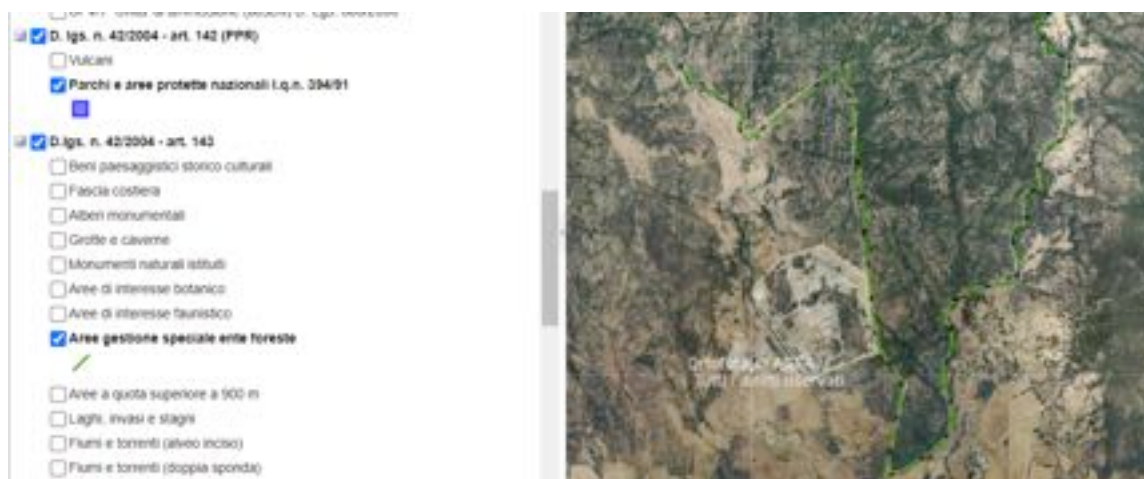 D. lgs. n. 42/2004 - art. 142 (PPR)
Vulcani
Parchi e aree protette nazionali l.q.n. 394/91
D.lgs. n. 42/2004 - art. 143
Beni paesaggistici storico culturali
Fascia costiera
Alberi monumentali
Grotte e caverne
Monumenti naturali istituiti
Aree di interesse botanico
Aree di interesse faunistico
Aree gestione speciale ente foreste
Aree a quota superiore a 900 m
Laghi, invasi e stagni
Fiumi e torrenti (alveo inciso)
Fiumi e torrenti (doppia sponda)